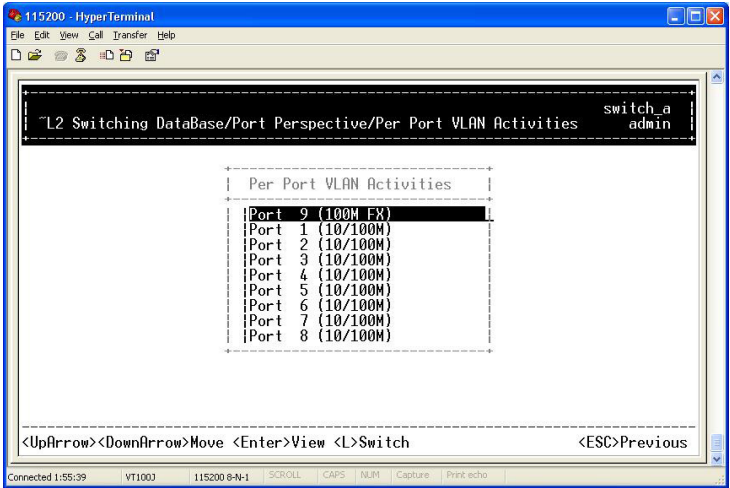 115200 - HyperTerminal
File Edit View Call Transfer Help
switch_a
~L2 Switching DataBase/Port Perspective/Per Port VLAN Activities admin
Per Port VLAN Activities
Port 9 (100M FX)
Port 1 (10/100M)
Port 2 (10/100M)
Port 3 (10/100M)
Port 4 (10/100M)
Port 5 (10/100M)
Port 6 (10/100M)
Port 7 (10/100M)
Port 8 (10/100M)
<UpArrow><DownArrow>Move <Enter>View <L>Switch <ESC>Previous
Connected 1:55:39 VT100J 115200 8-N-1 SCROLL CAPS NUM Capture Print echo